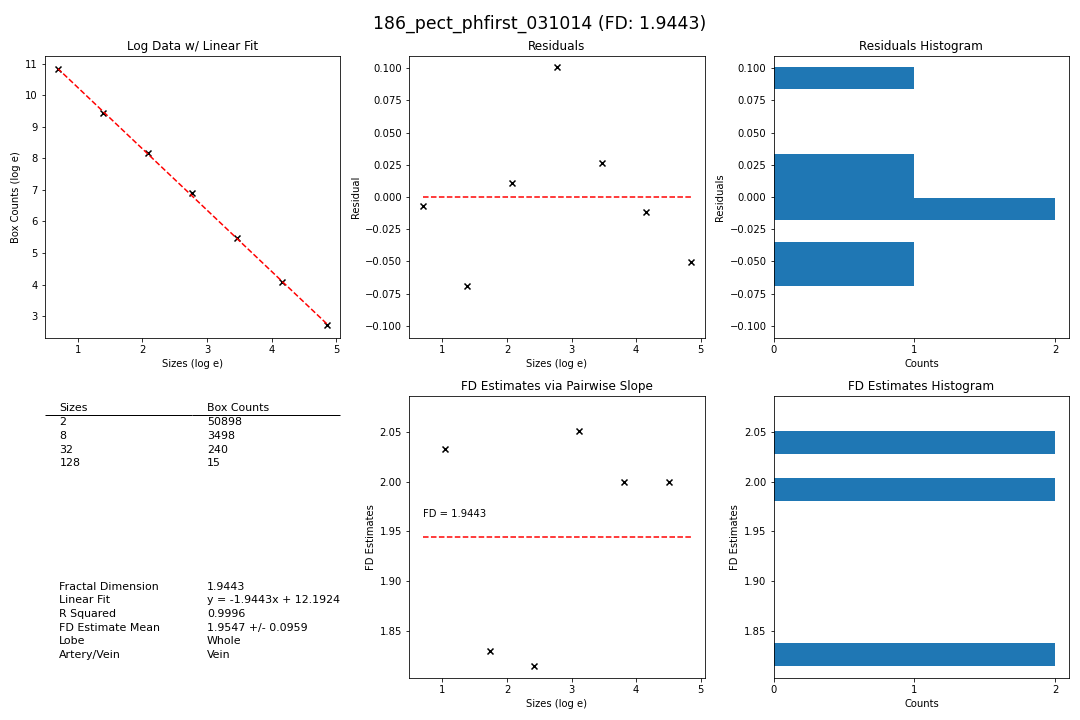 186_pect_phfirst_031014 (FD: 1.9443)
Log Data w/ Linear Fit
11
10
9
8
7
6
5
4
3
Box Counts (log e)
1 2 3 4 5
Sizes (log e)
Residuals
0.100
0.075
0.050
0.025
0.000
−0.025
−0.050
−0.075
−0.100
Residual
1 2 3 4 5
Sizes (log e)
Residuals Histogram
0.100
0.075
0.050
0.025
0.000
−0.025
−0.050
−0.075
−0.100
Residuals
0 1 2
Counts
Sizes Box Counts
2 50898
8 3498
32 240
128 15
Fractal Dimension 1.9443
Linear Fit y = -1.9443x + 12.1924
R Squared 0.9996
FD Estimate Mean 1.9547 +/- 0.0959
Lobe Whole
Artery/Vein Vein
FD Estimates via Pairwise Slope
2.05
2.00
1.95
1.90
1.85
FD Estimates
FD = 1.9443
1 2 3 4 5
Sizes (log e)
FD Estimates Histogram
2.05
2.00
1.95
1.90
1.85
FD Estimates
0 1 2
Counts